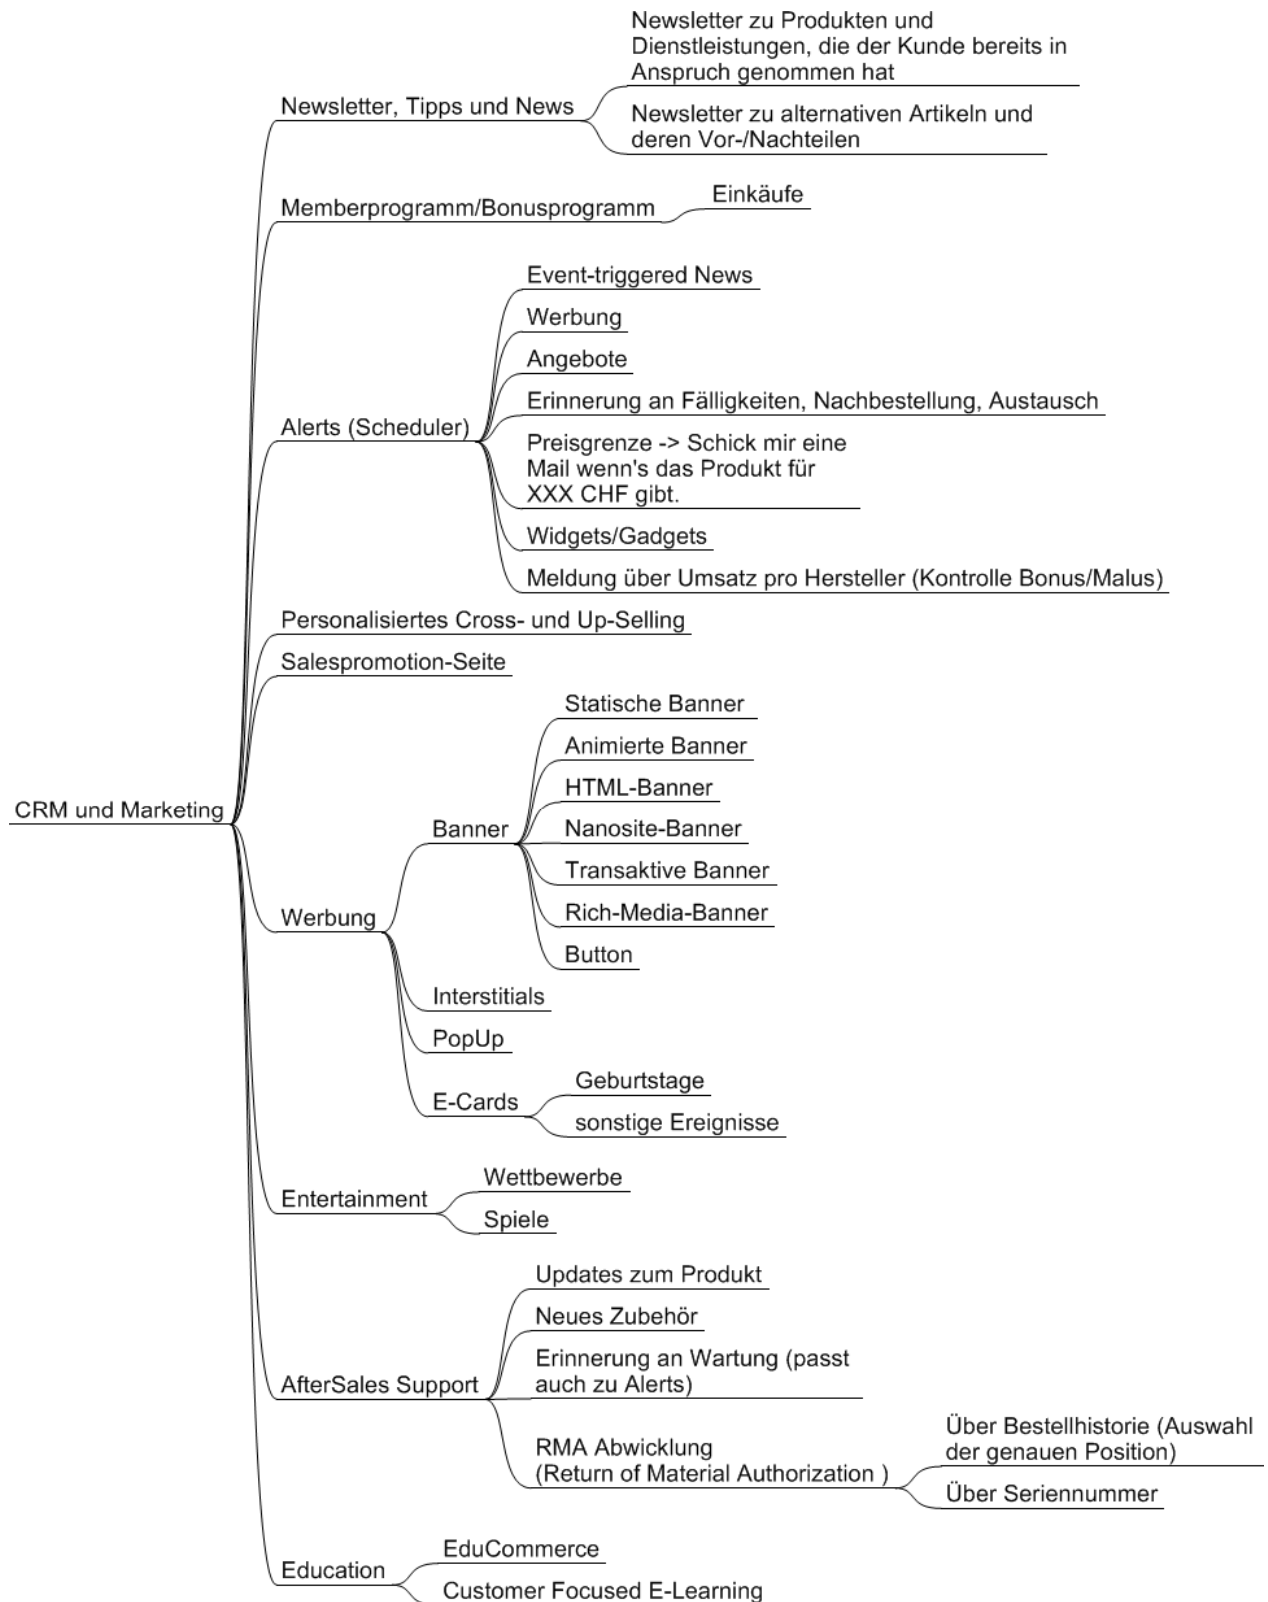 Newsletter zu Produkten und
Dienstleistungen, die der Kunde bereits in
Anspruch genommen hat
Newsletter, Tipps und News
Newsletter zu alternativen Artikeln und
deren Vor-/Nachteilen
Memberprogramm/Bonusprogramm
Einkäufe
Event-triggered News
Werbung
Angebote
Erinnerung an Fälligkeiten, Nachbestellung, Austausch
Alerts (Scheduler)
Preisgrenze -> Schick mir eine
Mail wenn's das Produkt für
XXX CHF gibt.
Widgets/Gadgets
Meldung über Umsatz pro Hersteller (Kontrolle Bonus/Malus)
Personalisiertes Cross- und Up-Selling
Salespromotion-Seite
CRM und Marketing
Werbung
Banner
Statische Banner
Animierte Banner
HTML-Banner
Nanosite-Banner
Transaktive Banner
Rich-Media-Banner
Button
Interstitials
PopUp
E-Cards
Geburtstage
sonstige Ereignisse
Entertainment
Wettbewerbe
Spiele
AfterSales Support
Updates zum Produkt
Neues Zubehör
Erinnerung an Wartung (passt
auch zu Alerts)
RMA Abwicklung
(Return of Material Authorization )
Über Bestellhistorie (Auswahl
der genauen Position)
Über Seriennummer
Education
EduCommerce
Customer Focused E-Learning